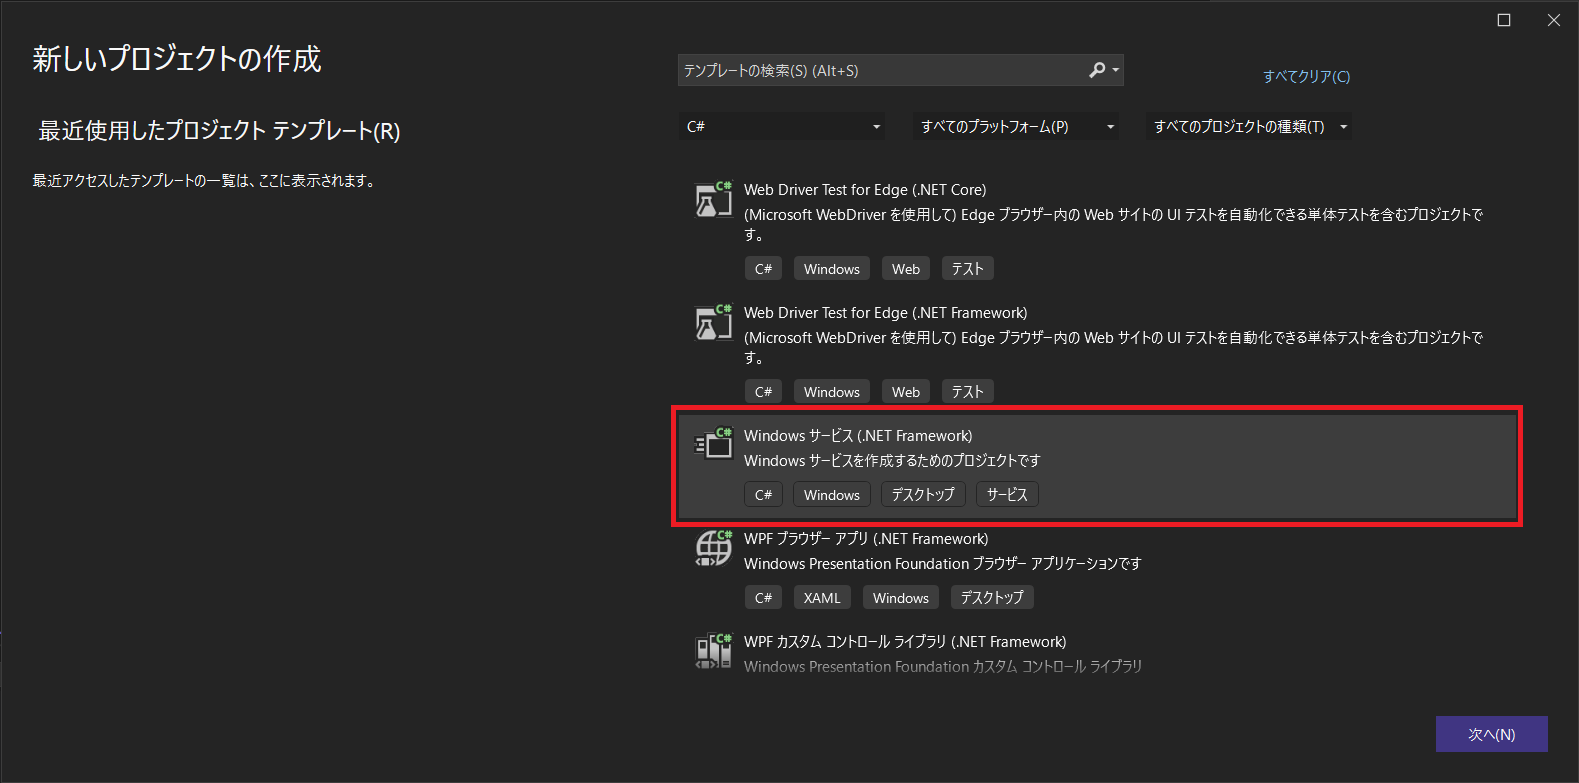 新しいプロジェクトの作成
最近使用したプロジェクト テンプレート(R)
最近アクセスしたテンプレートの一覧は、ここに表示されます。
テンプレートの検索(S) (Alt+S)
すべてクリア(C)
C# すべてのプラットフォーム(P) すべてのプロジェクトの種類(T)
C#
Web Driver Test for Edge (.NET Core)
(Microsoft WebDriver を使用して) Edge ブラウザー内の Web サイトの UI テストを自動化できる単体テストを含むプロジェクトで
す。
C# Windows Web テスト
C#
Web Driver Test for Edge (.NET Framework)
(Microsoft WebDriver を使用して) Edge ブラウザー内の Web サイトの UI テストを自動化できる単体テストを含むプロジェクトで
す。
C# Windows Web テスト
C#
Windows サービス (.NET Framework)
Windows サービスを作成するためのプロジェクトです
C# Windows デスクトップ サービス
C#
WPF ブラウザー アプリ (.NET Framework)
Windows Presentation Foundation ブラウザー アプリケーションです
C# XAML Windows デスクトップ
C#
WPF カスタム コントロール ライブラリ (.NET Framework)
Windows Presentation Foundation カスタム コントロール ライブラリ
次へ(N)